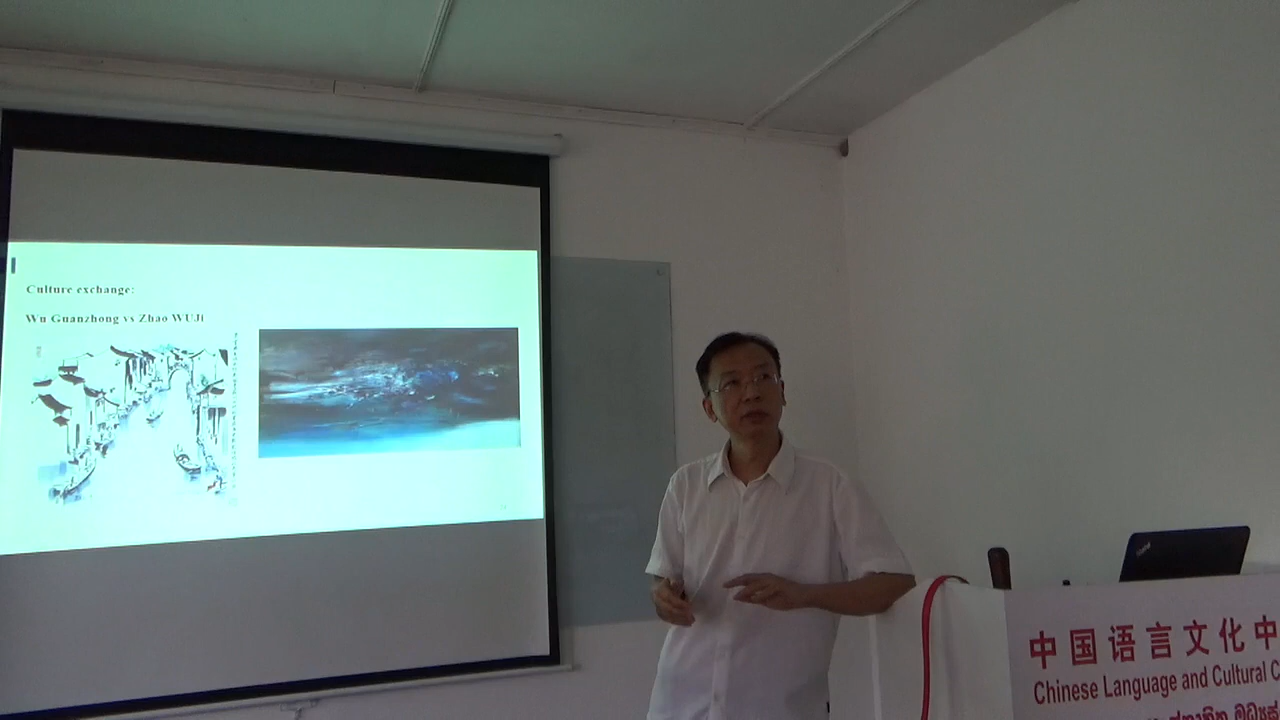 Culture exchange:
Wu Guanzhong vs Zhao WUJi
中国语言文化中
Chinese Language and Cultural C